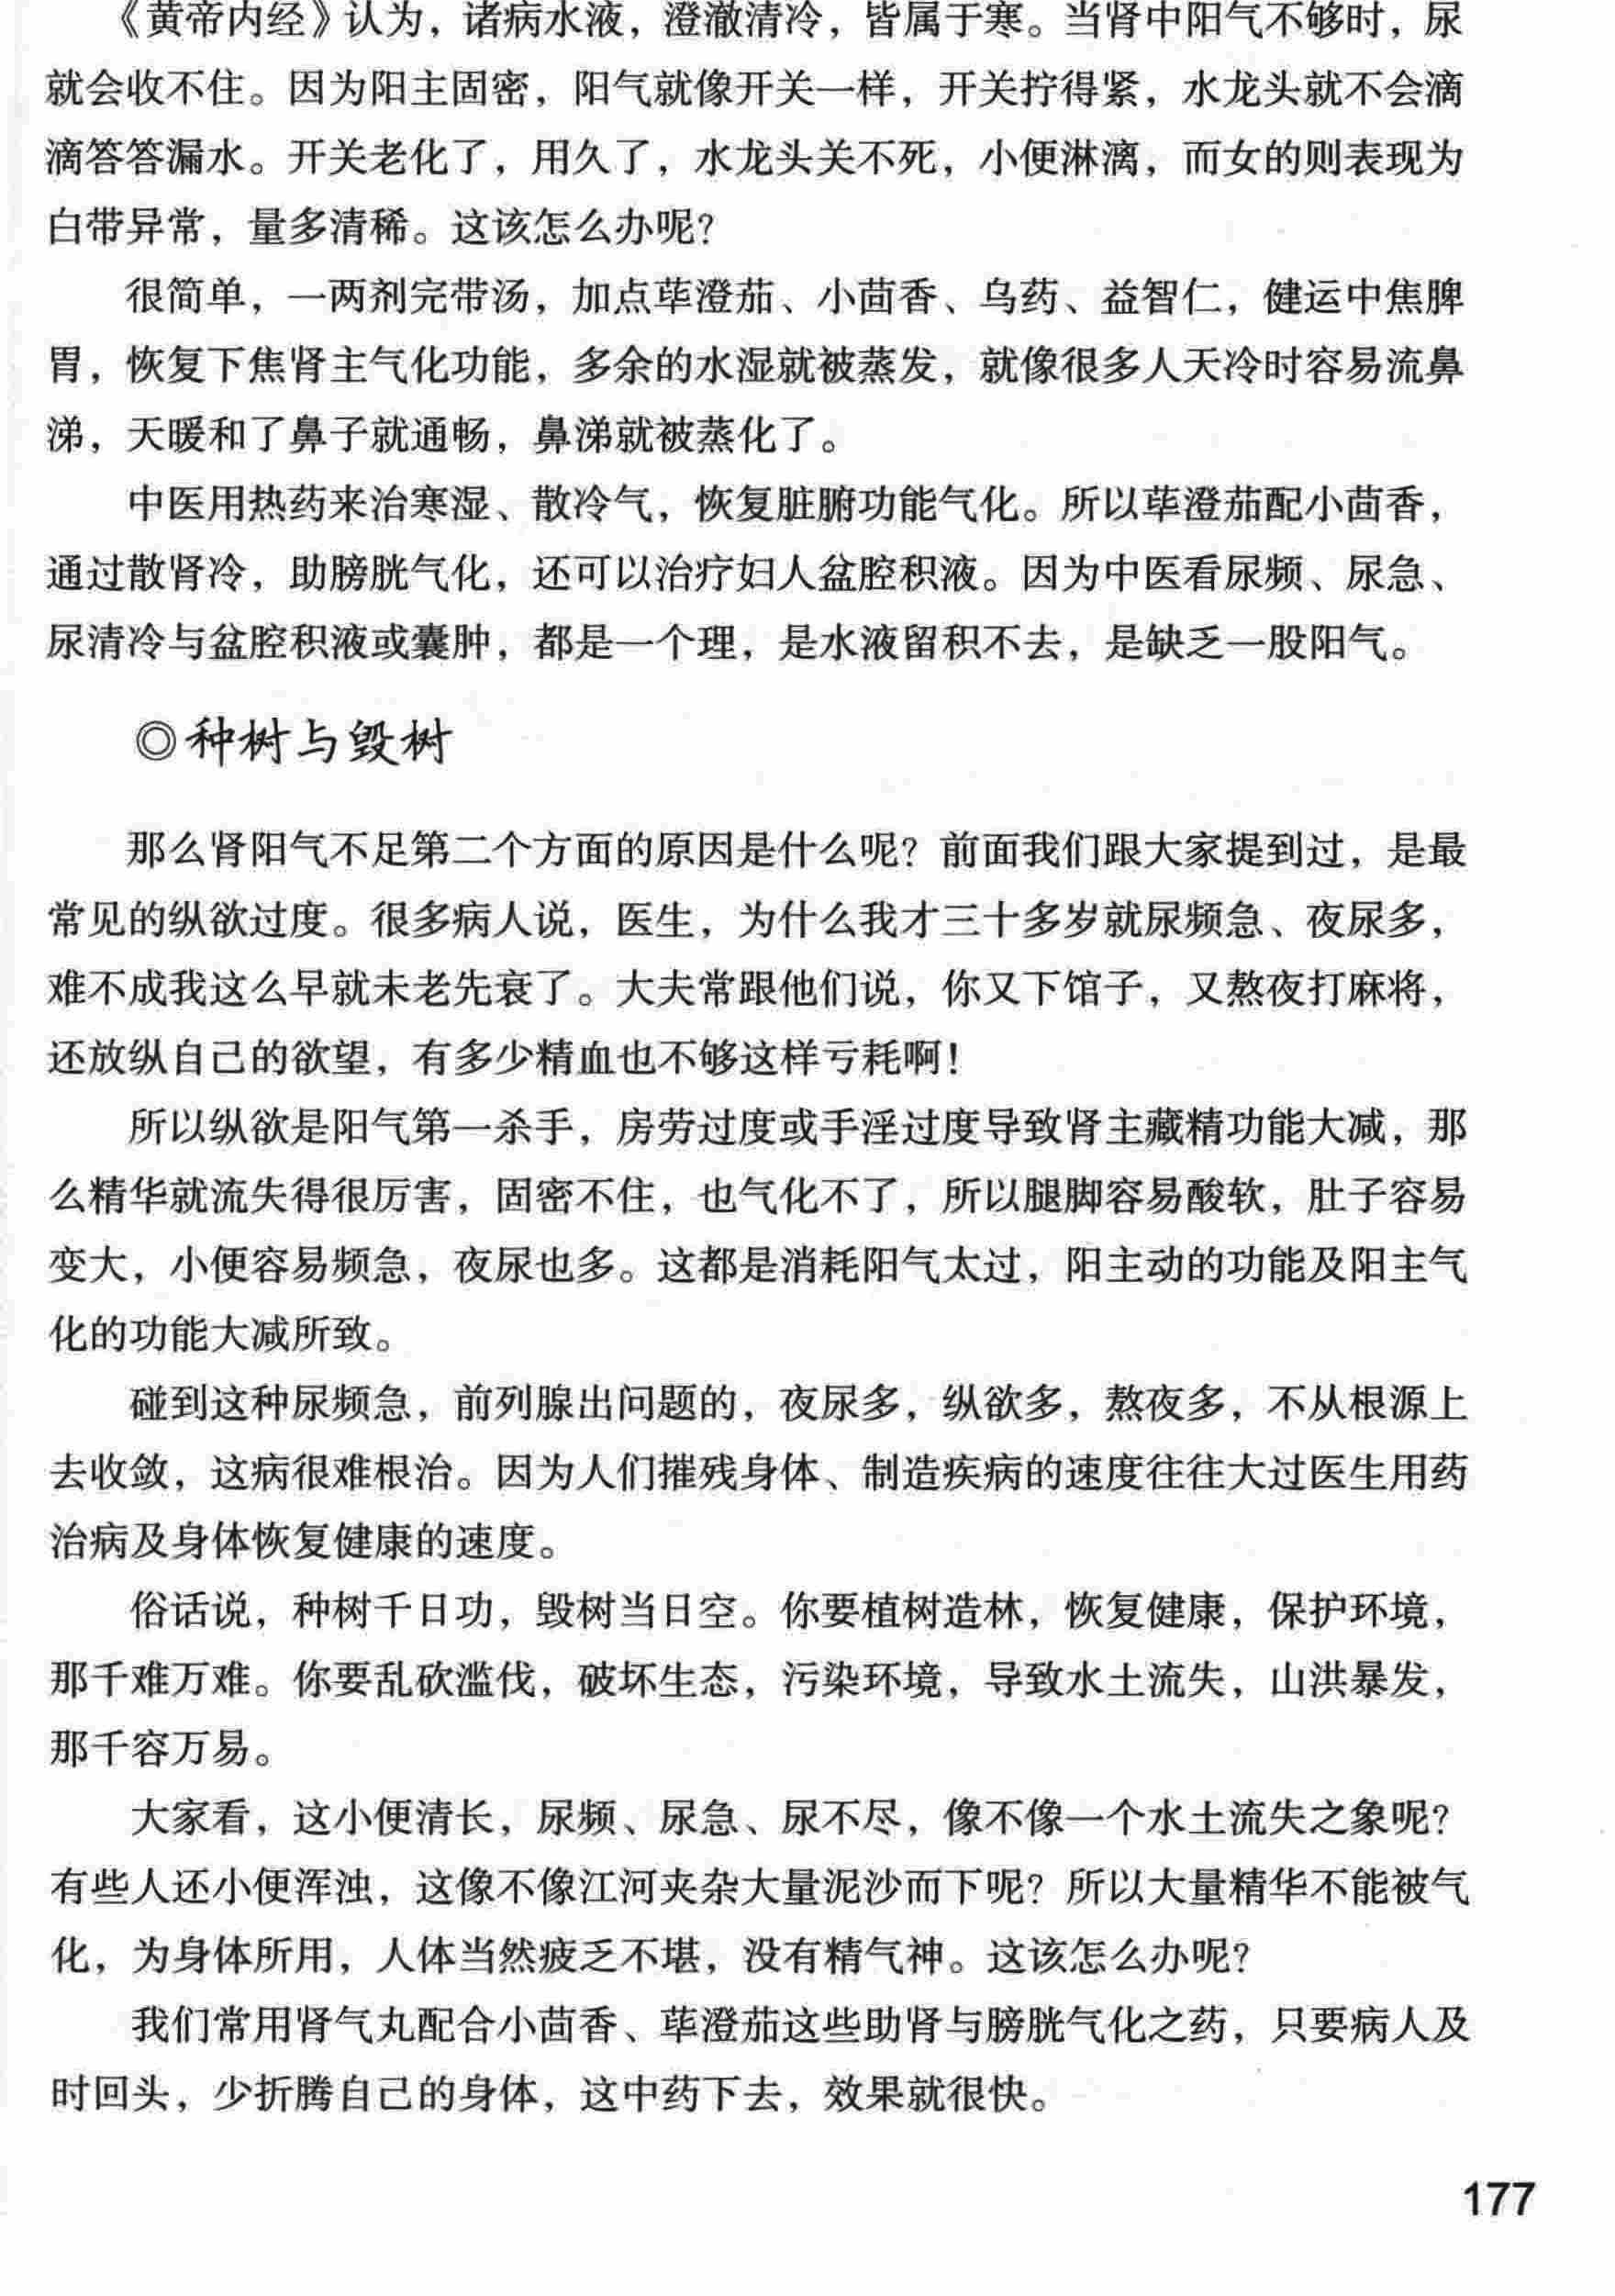 《黄帝内经》认为，诸病水液，澄澈清冷，皆属于寒。当肾中阳气不够时，尿
就会收不住。因为阳主固密，阳气就像开关一样，开关拧得紧，水龙头就不会滴
滴答答漏水。开关老化了，用久了，水龙头关不死，小便淋漓，而女的则表现为
白带异常，量多清稀。这该怎么办呢？
很简单，一两剂完带汤，加点荜澄茄、小茴香、乌药、益智仁，健运中焦脾
胃，恢复下焦肾主气化功能，多余的水湿就被蒸发，就像很多人天冷时容易流鼻
涕，天暖和了鼻子就通畅，鼻涕就被蒸化了。
中医用热药来治寒湿、散冷气，恢复脏腑功能气化。所以荜澄茄配小茴香，
通过散肾冷，助膀胱气化，还可以治疗妇人盆腔积液。因为中医看尿频、尿急、
尿清冷与盆腔积液或囊肿，都是一个理，是水液留积不去，是缺乏一股阳气。
◎种树与毁树
那么肾阳气不足第二个方面的原因是什么呢？前面我们跟大家提到过，是最
常见的纵欲过度。很多病人说，医生，为什么我才三十多岁就尿频急、夜尿多，
难不成我这么早就未老先衰了。大夫常跟他们说，你又下馆子，又熬夜打麻将，
还放纵自己的欲望，有多少精血也不够这样亏耗啊！
所以纵欲是阳气第一杀手，房劳过度或手淫过度导致肾主藏精功能大减，那
么精华就流失得很厉害，固密不住，也气化不了，所以腿脚容易酸软，肚子容易
变大，小便容易频急，夜尿也多。这都是消耗阳气太过，阳主动的功能及阳主气
化的功能大减所致。
碰到这种尿频急，前列腺出问题的，夜尿多，纵欲多，熬夜多，不从根源上
去收敛，这病很难根治。因为人们摧残身体、制造疾病的速度往往大过医生用药
治病及身体恢复健康的速度。
俗话说，种树千日功，毁树当日空。你要植树造林，恢复健康，保护环境，
那千难万难。你要乱砍滥伐，破坏生态，污染环境，导致水土流失，山洪暴发，
那千容万易。
大家看，这小便清长，尿频、尿急、尿不尽，像不像一个水土流失之象呢？
有些人还小便浑浊，这像不像江河夹杂大量泥沙而下呢？所以大量精华不能被气
化，为身体所用，人体当然疲乏不堪，没有精气神。这该怎么办呢？
我们常用肾气丸配合小茴香、荜澄茄这些助肾与膀胱气化之药，只要病人及
时回头，少折腾自己的身体，这中药下去，效果就很快。
177